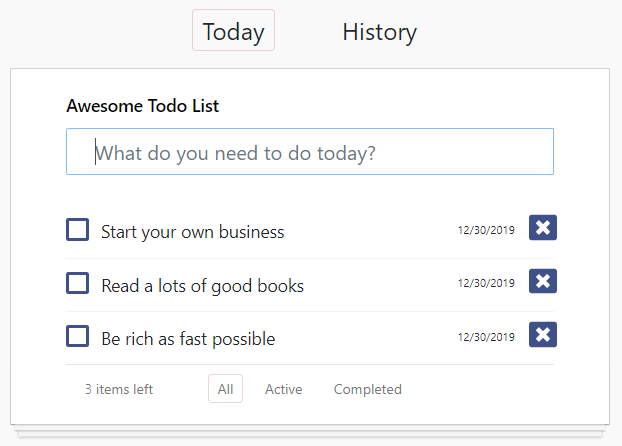 Today History
Awesome Todo List
What do you need to do today?
Start your own business 12/30/2019
Read a lots of good books 12/30/2019
Be rich as fast possible 12/30/2019
3 items left All Active Completed